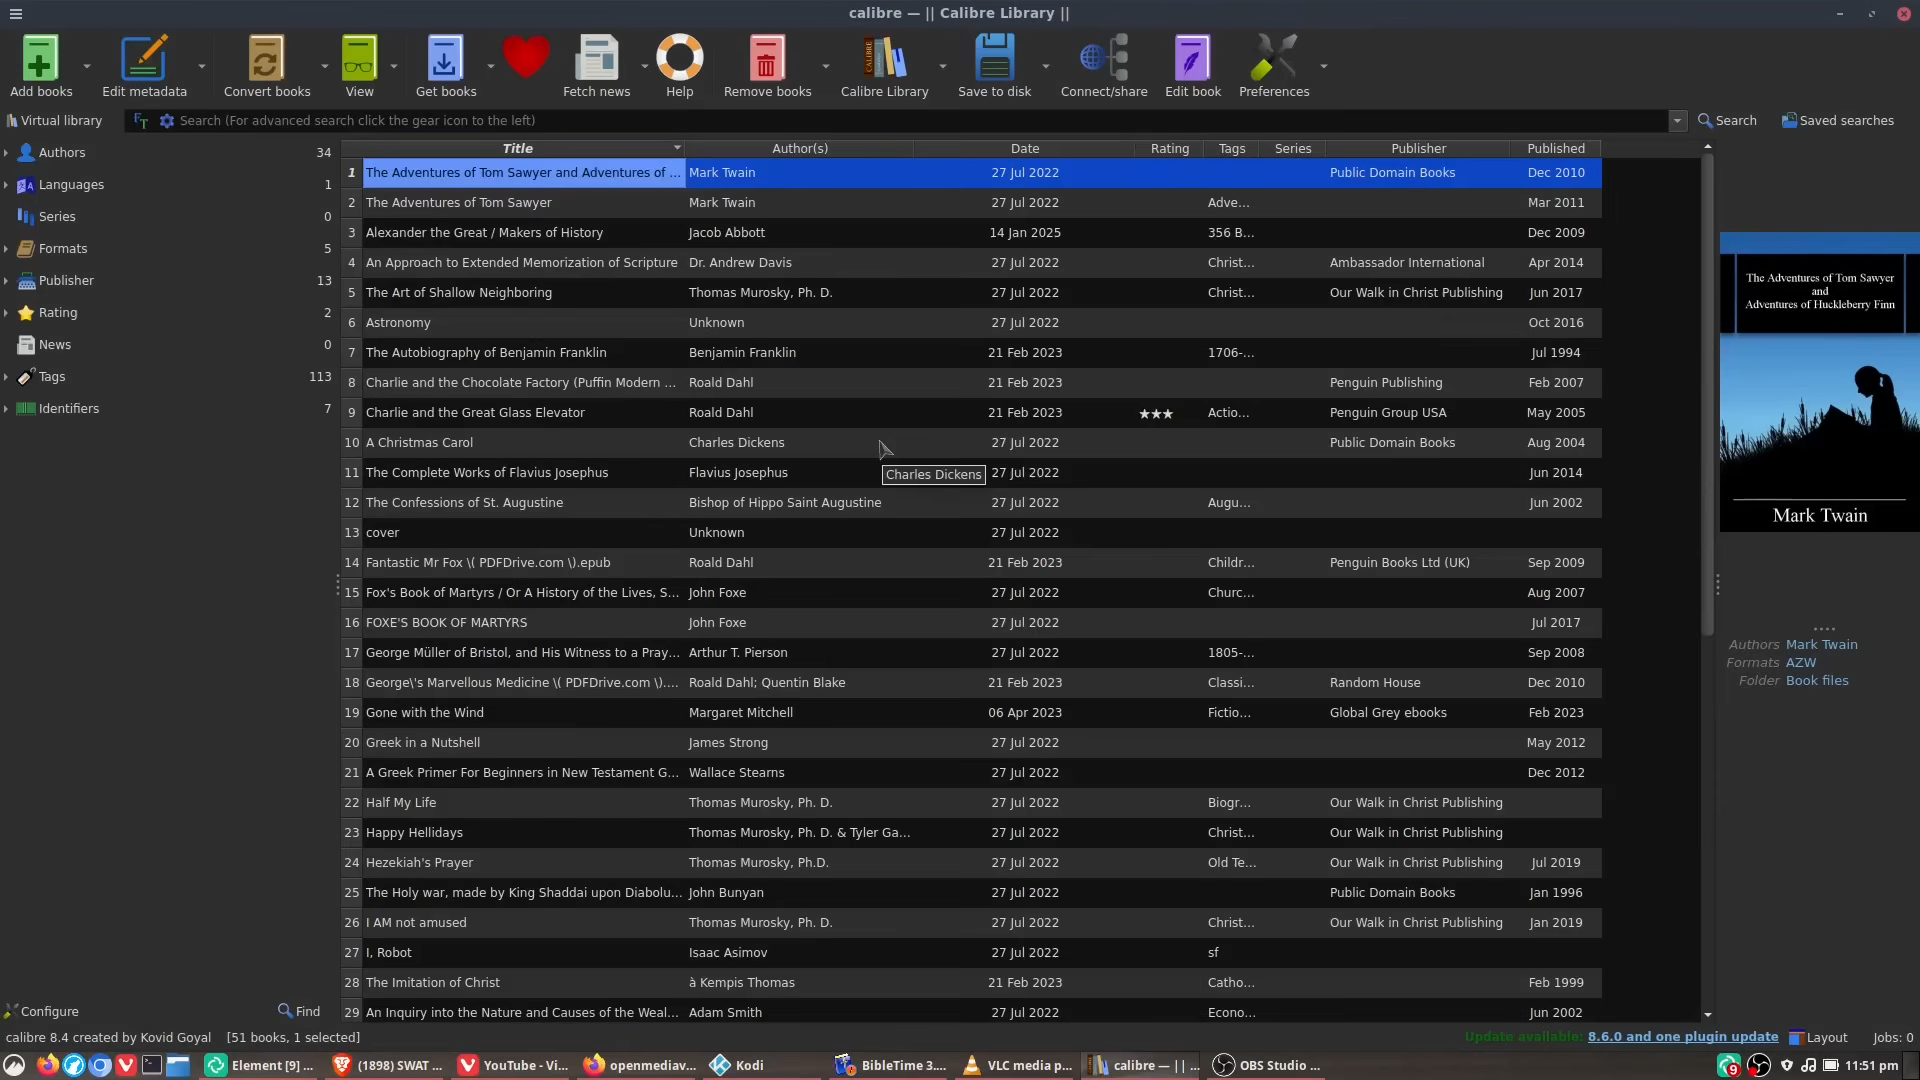 calibre — || Calibre Library ||
Add books
Edit metadata
Convert books
View
Get books
Fetch news
Help
Remove books
Calibre Library
Save to disk
Connect/share
Edit book
Preferences
Virtual library
Search (For advanced search click the gear icon to the left)
Search
Saved searches
Authors 34
Languages 1
Series 0
Formats 5
Publisher 13
Rating 2
News 0
Tags 113
Identifiers 7
Title Author(s) Date Rating Tags Series Publisher Published
1 The Adventures of Tom Sawyer and Adventures of ... Mark Twain 27 Jul 2022 Public Domain Books Dec 2010
2 The Adventures of Tom Sawyer Mark Twain 27 Jul 2022 Adve... Mar 2011
3 Alexander the Great / Makers of History Jacob Abbott 14 Jan 2025 356 B... Dec 2009
4 An Approach to Extended Memorization of Scripture Dr. Andrew Davis 27 Jul 2022 Christ... Ambassador International Apr 2014
5 The Art of Shallow Neighboring Thomas Murosky, Ph. D. 27 Jul 2022 Christ... Our Walk in Christ Publishing Jun 2017
6 Astronomy Unknown 27 Jul 2022 Oct 2016
7 The Autobiography of Benjamin Franklin Benjamin Franklin 21 Feb 2023 1706-... Jul 1994
8 Charlie and the Chocolate Factory (Puffin Modern ... Roald Dahl 21 Feb 2023 Penguin Publishing Feb 2007
9 Charlie and the Great Glass Elevator Roald Dahl 21 Feb 2023 ★★★ Actio... Penguin Group USA May 2005
10 A Christmas Carol Charles Dickens 27 Jul 2022 Public Domain Books Aug 2004
11 The Complete Works of Flavius Josephus Flavius Josephus 27 Jul 2022 Jun 2014
Charles Dickens
12 The Confessions of St. Augustine Bishop of Hippo Saint Augustine 27 Jul 2022 Augu... Jun 2002
13 cover Unknown 27 Jul 2022
14 Fantastic Mr Fox \( PDFDrive.com \).epub Roald Dahl 21 Feb 2023 Childr... Penguin Books Ltd (UK) Sep 2009
15 Fox's Book of Martyrs / Or A History of the Lives, S... John Foxe 27 Jul 2022 Churc... Aug 2007
16 FOXE'S BOOK OF MARTYRS John Foxe 27 Jul 2022 Jul 2017
17 George Müller of Bristol, and His Witness to a Pray... Arthur T. Pierson 27 Jul 2022 1805-... Sep 2008
18 George\'s Marvellous Medicine \( PDFDrive.com \).... Roald Dahl; Quentin Blake 21 Feb 2023 Classi... Random House Dec 2010
19 Gone with the Wind Margaret Mitchell 06 Apr 2023 Fictio... Global Grey ebooks Feb 2023
20 Greek in a Nutshell James Strong 27 Jul 2022 May 2012
21 A Greek Primer For Beginners in New Testament G... Wallace Stearns 27 Jul 2022 Dec 2012
22 Half My Life Thomas Murosky, Ph. D. 27 Jul 2022 Biogr... Our Walk in Christ Publishing
23 Happy Hellidays Thomas Murosky, Ph. D. & Tyler Ga... 27 Jul 2022 Christ... Our Walk in Christ Publishing
24 Hezekiah's Prayer Thomas Murosky, Ph.D. 27 Jul 2022 Old Te... Our Walk in Christ Publishing Jul 2019
25 The Holy war, made by King Shaddai upon Diabolu... John Bunyan 27 Jul 2022 Public Domain Books Jan 1996
26 I AM not amused Thomas Murosky, Ph. D. 27 Jul 2022 Christ... Our Walk in Christ Publishing Jan 2019
27 I, Robot Isaac Asimov 27 Jul 2022 sf
28 The Imitation of Christ à Kempis Thomas 21 Feb 2023 Catho... Feb 1999
29 An Inquiry into the Nature and Causes of the Weal... Adam Smith 27 Jul 2022 Econo... Jun 2002
The Adventures of Tom Sawyer
and
Adventures of Huckleberry Finn
Mark Twain
Authors Mark Twain
Formats AZW
Folder Book files
Configure
Find
calibre 8.4 created by Kovid Goyal [51 books, 1 selected]
Update available: 8.6.0 and one plugin update
Layout
Jobs: 0
Element [9] ...
(1898) SWAT ...
YouTube - Vi...
openmediav...
Kodi
BibleTime 3....
VLC media p...
calibre — || ...
OBS Studio ...
9
11:51 pm